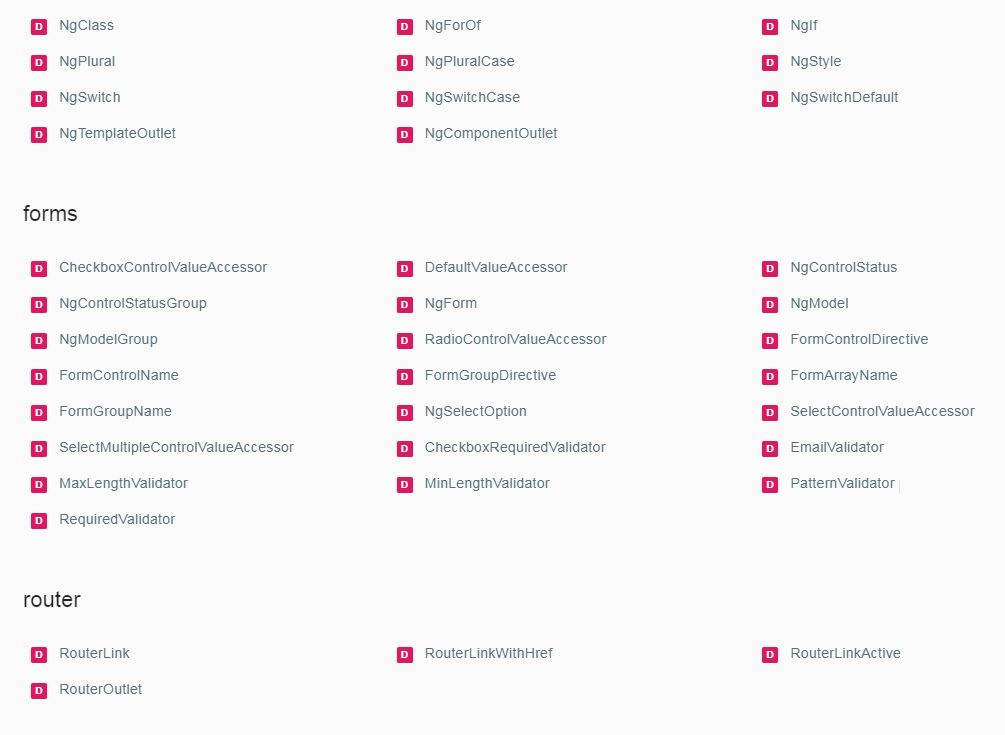 D NgClass D NgForOf D NgIf
D NgPlural D NgPluralCase D NgStyle
D NgSwitch D NgSwitchCase D NgSwitchDefault
D NgTemplateOutlet D NgComponentOutlet
forms
D CheckboxControlValueAccessor D DefaultValueAccessor D NgControlStatus
D NgControlStatusGroup D NgForm D NgModel
D NgModelGroup D RadioControlValueAccessor D FormControlDirective
D FormControlName D FormGroupDirective D FormArrayName
D FormGroupName D NgSelectOption D SelectControlValueAccessor
D SelectMultipleControlValueAccessor D CheckboxRequiredValidator D EmailValidator
D MaxLengthValidator D MinLengthValidator D PatternValidator
D RequiredValidator
router
D RouterLink D RouterLinkWithHref D RouterLinkActive
D RouterOutlet